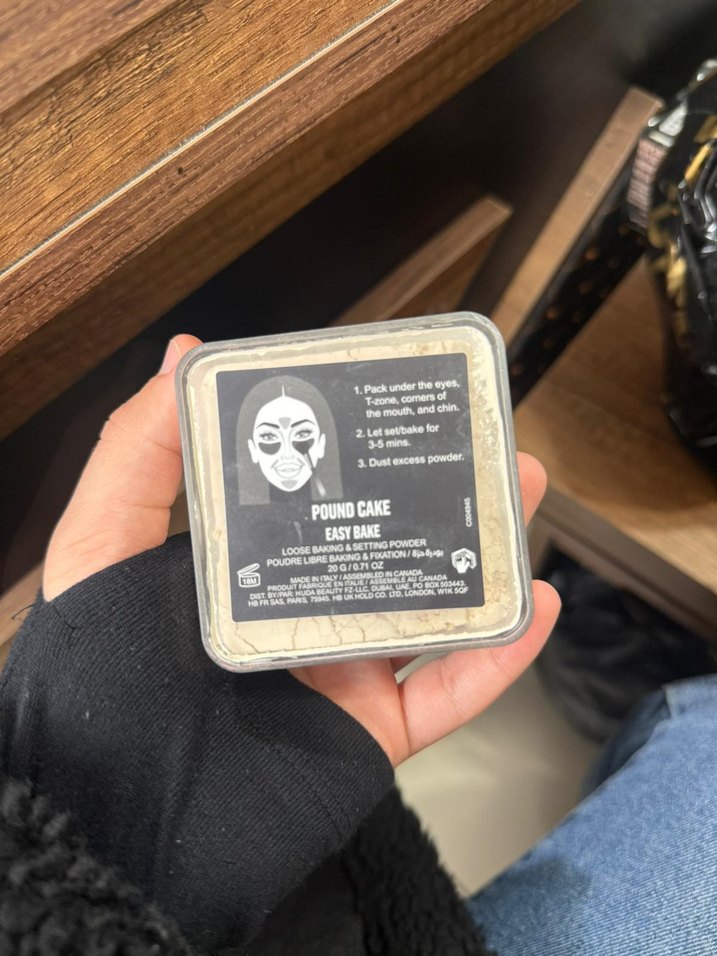 1. Pack under the eyes,
T-zone, corners of
the mouth, and chin.
2. Let set/bake for
3-5 mins.
3. Dust excess powder.
POUND CAKE
EASY BAKE
LOOSE BAKING & SETTING POWDER
POUDRE LIBRE BAKING & FIXATION / بودرة حرة
20 G / 0.71 OZ
MADE IN ITALY / ASSEMBLED IN CANADA
PRODUIT FABRIQUÉ EN ITALIE / ASSEMBLÉ AU CANADA
DIST. BY/PAR: HUDA BEAUTY FZ-LLC, DUBAI, UAE, PO BOX 503443.
HB FR SAS, PARIS, 75945. HB UK HOLD CO. LTD, LONDON, W1K 5QF
18M
C004945